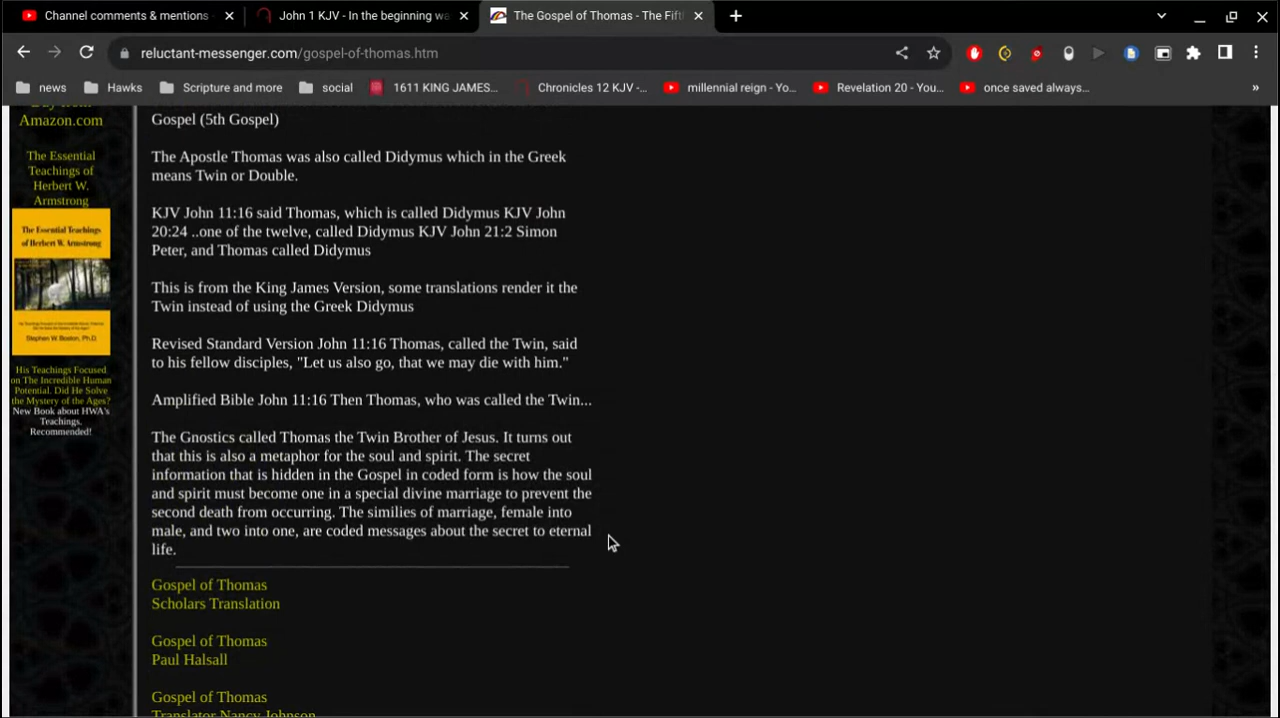 Channel comments & mentions
John 1 KJV - In the beginning wa
The Gospel of Thomas - The Fift
reluctant-messenger.com/gospel-of-thomas.htm
news
Hawks
Scripture and more
social
1611 KING JAMES...
Chronicles 12 KJV -...
millennial reign - Yo...
Revelation 20 - You...
once saved always...
»
Buy from
Amazon.com
The Essential
Teachings of
Herbert W.
Armstrong
The Essential Teachings
of Herbert W. Armstrong
Stephen W. Boston, Ph.D.
His Teachings Focused
on The Incredible Human
Potential. Did He Solve
the Mystery of the Ages?
New Book about HWA's
Teachings.
Recommended!
Gospel (5th Gospel)
The Apostle Thomas was also called Didymus which in the Greek
means Twin or Double.
KJV John 11:16 said Thomas, which is called Didymus KJV John
20:24 ..one of the twelve, called Didymus KJV John 21:2 Simon
Peter, and Thomas called Didymus
This is from the King James Version, some translations render it the
Twin instead of using the Greek Didymus
Revised Standard Version John 11:16 Thomas, called the Twin, said
to his fellow disciples, "Let us also go, that we may die with him."
Amplified Bible John 11:16 Then Thomas, who was called the Twin...
The Gnostics called Thomas the Twin Brother of Jesus. It turns out
that this is also a metaphor for the soul and spirit. The secret
information that is hidden in the Gospel in coded form is how the soul
and spirit must become one in a special divine marriage to prevent the
second death from occurring. The similies of marriage, female into
male, and two into one, are coded messages about the secret to eternal
life.
Gospel of Thomas
Scholars Translation
Gospel of Thomas
Paul Halsall
Gospel of Thomas
Translator Nancy Johnson